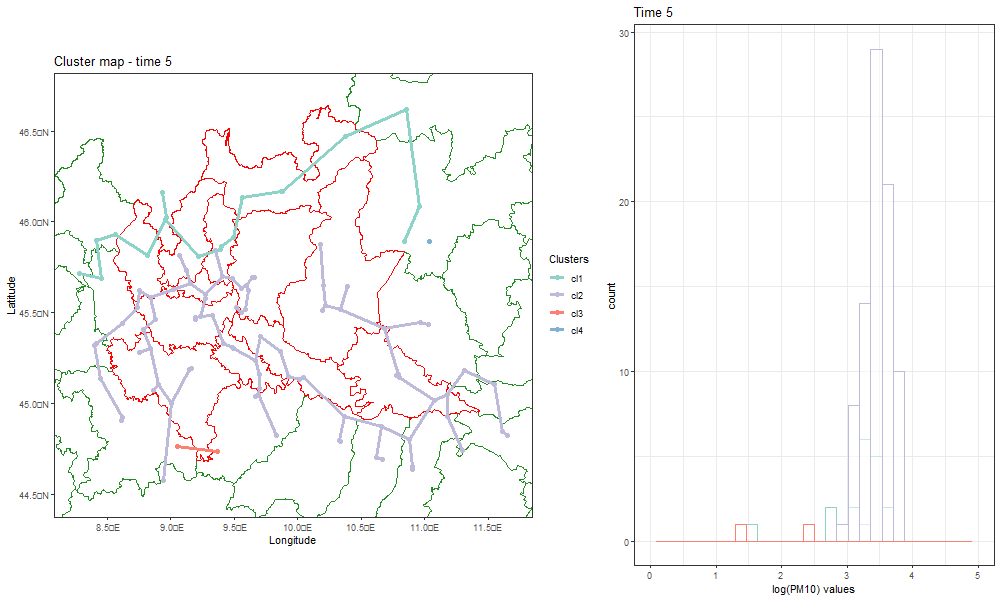 Cluster map - time 5
46.5□N
46.0□N
45.5□N
45.0□N
44.5□N
Latitude
8.5□E 9.0□E 9.5□E 10.0□E 10.5□E 11.0□E 11.5□E
Longitude
Clusters
cl1
cl2
cl3
cl4
Time 5
30
20
10
0
count
0 1 2 3 4 5
log(PM10) values